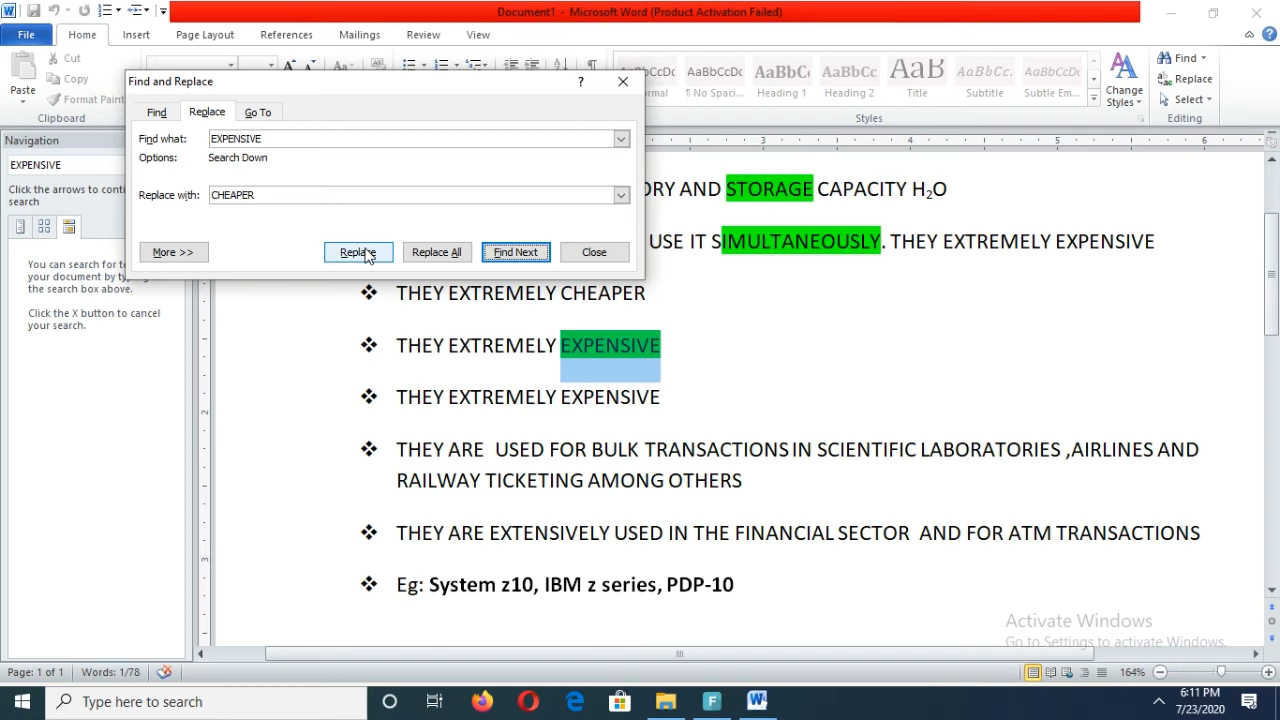 Document1 - Microsoft Word (Product Activation Failed)
File Home Insert Page Layout References Mailings Review View
Cut
Copy
Format Paint
Paste
Clipboard
AaBbCcDc AaBbCc AaBbCc AaB AaBbCcI AaBbCcDc
¶ No Spaci... Heading 1 Heading 2 Title Subtitle Subtle Em...
Styles
Change
Styles
Find
Replace
Select
Editing
Navigation
EXPENSIVE
Click the arrows to
search
You can search for
your document by
the search box above.
Click the X button to cancel
your search.
Find and Replace
Find Replace Go To
Find what: EXPENSIVE
Options: Search Down
Replace with: CHEAPER
More >> Replace Replace All Find Next Close
3 4 5 6
AND STORAGE CAPACITY H₂O
USE IT SIMULTANEOUSLY. THEY EXTREMELY EXPENSIVE
❖ THEY EXTREMELY CHEAPER
❖ THEY EXTREMELY EXPENSIVE
❖ THEY EXTREMELY EXPENSIVE
❖ THEY ARE USED FOR BULK TRANSACTIONS IN SCIENTIFIC LABORATORIES ,AIRLINES AND
RAILWAY TICKETING AMONG OTHERS
❖ THEY ARE EXTENSIVELY USED IN THE FINANCIAL SECTOR AND FOR ATM TRANSACTIONS
❖ Eg: System z10, IBM z series, PDP-10
Activate Windows
Go to Settings to activate Windows.
Page: 1 of 1 Words: 1/78 164%
Type here to search
6:11 PM
7/23/2020